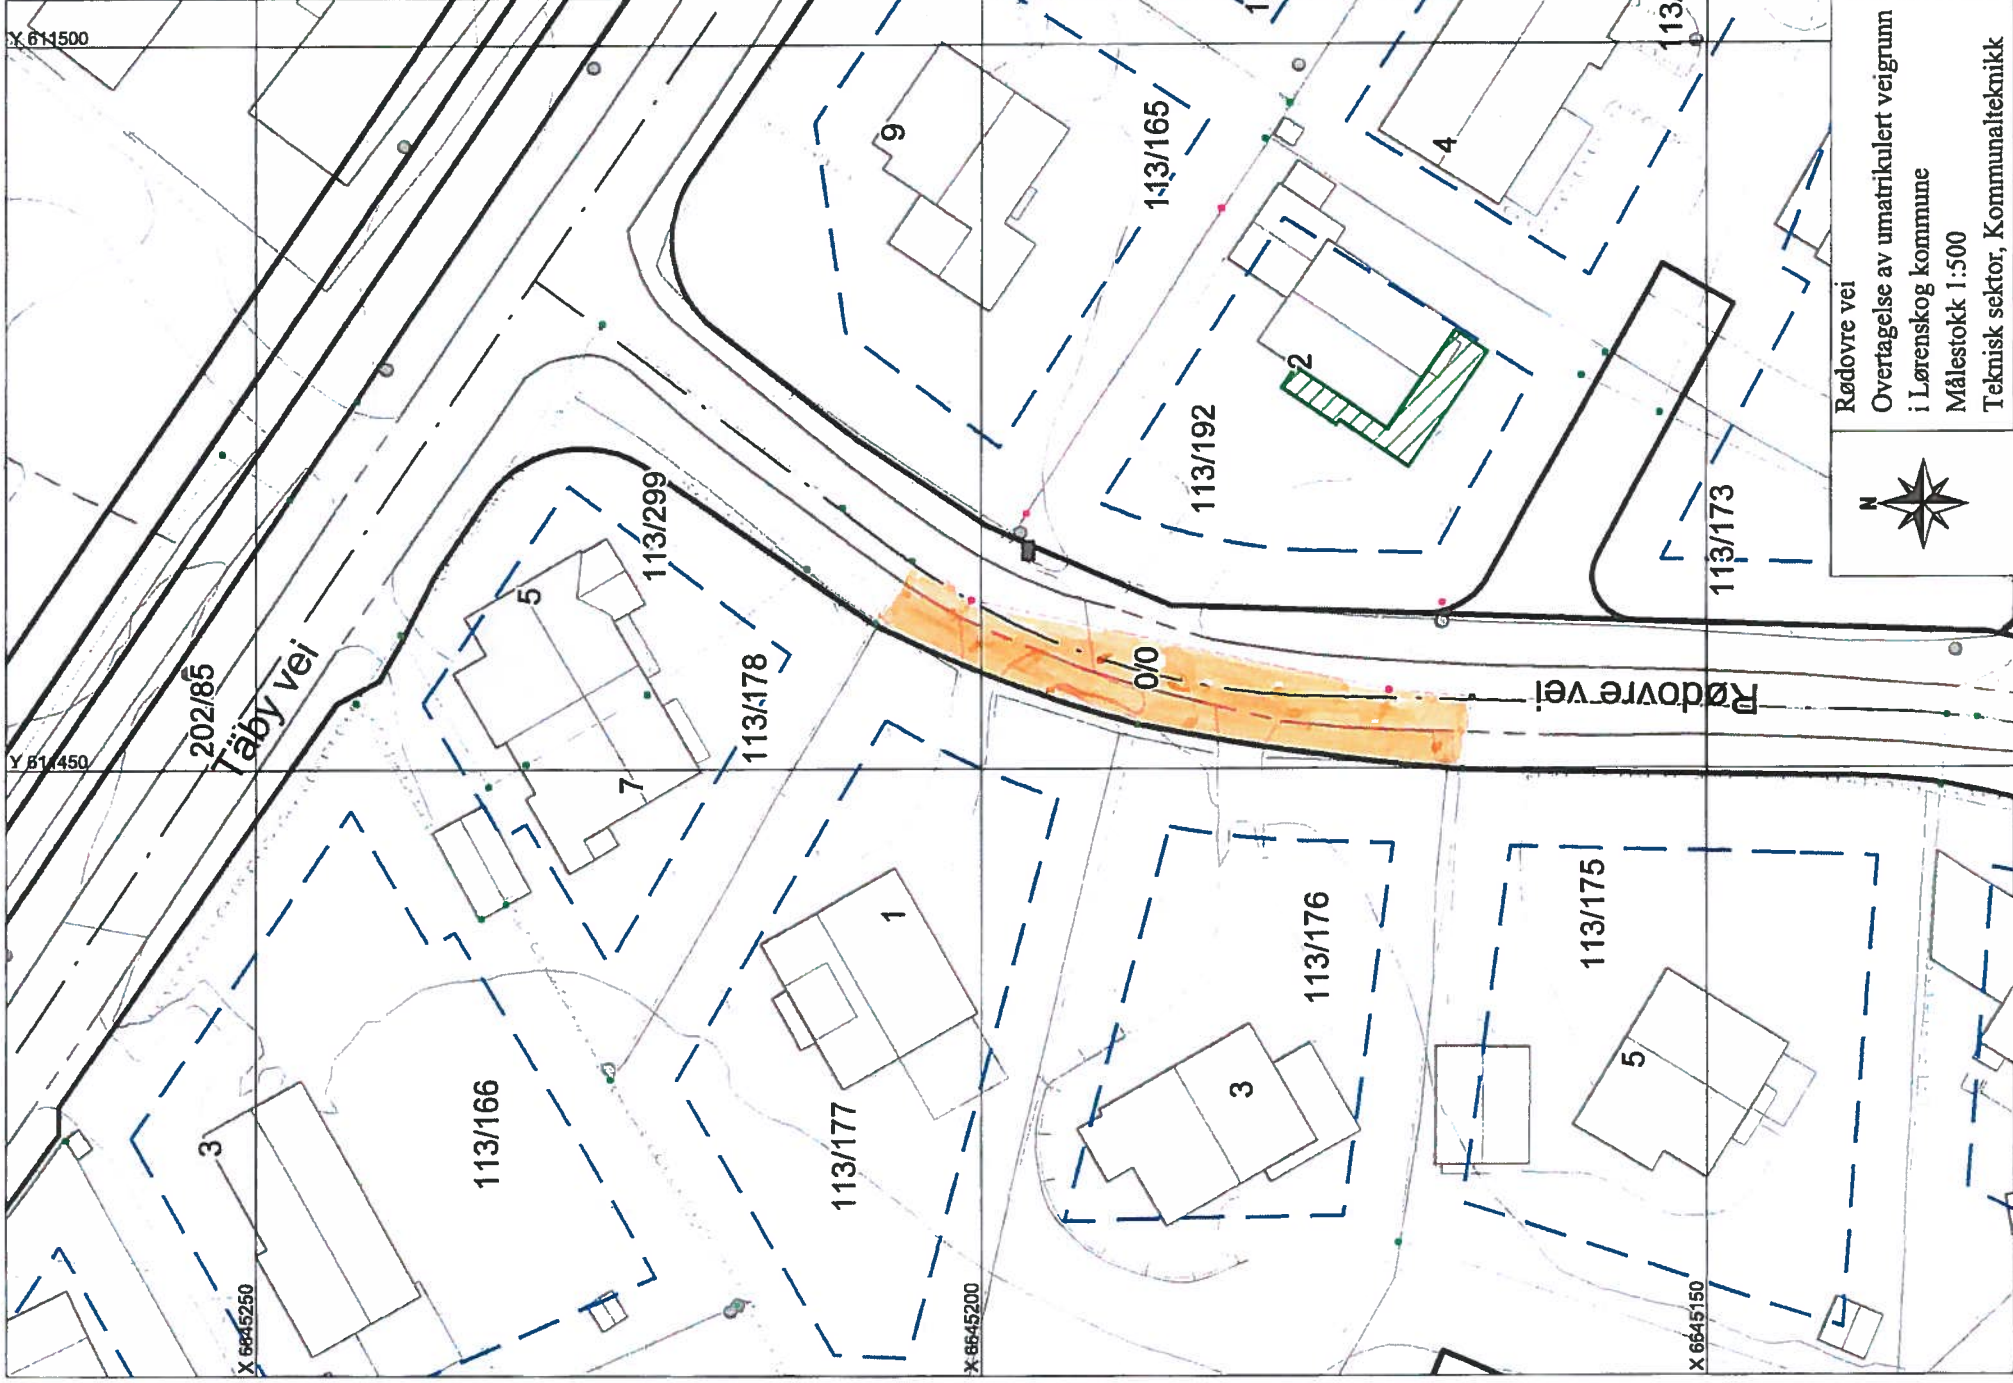 Y 611500
9
113/165
4
113/299
5
2
113/192
202/85
Täby vei
113/178
0/0
Rødovre vei
113/173
Y 611450
7
1
3
113/166
113/177
113/176
3
113/175
5
X 6645250
X 6645200
X 6645150
N
Rødovre vei
Overtagelse av umatrikulert veigrunn
i Lørenskog kommune
Målestokk 1:500
Teknisk sektor, Kommunalteknikk